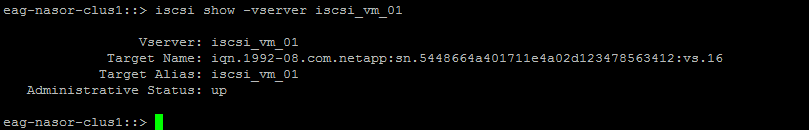 eag-nasor-clus1::> iscsi show -vserver iscsi_vm_01
Vserver: iscsi_vm_01
Target Name: iqn.1992-08.com.netapp:sn.5448664a401711e4a02d123478563412:vs.16
Target Alias: iscsi_vm_01
Administrative Status: up
eag-nasor-clus1::>